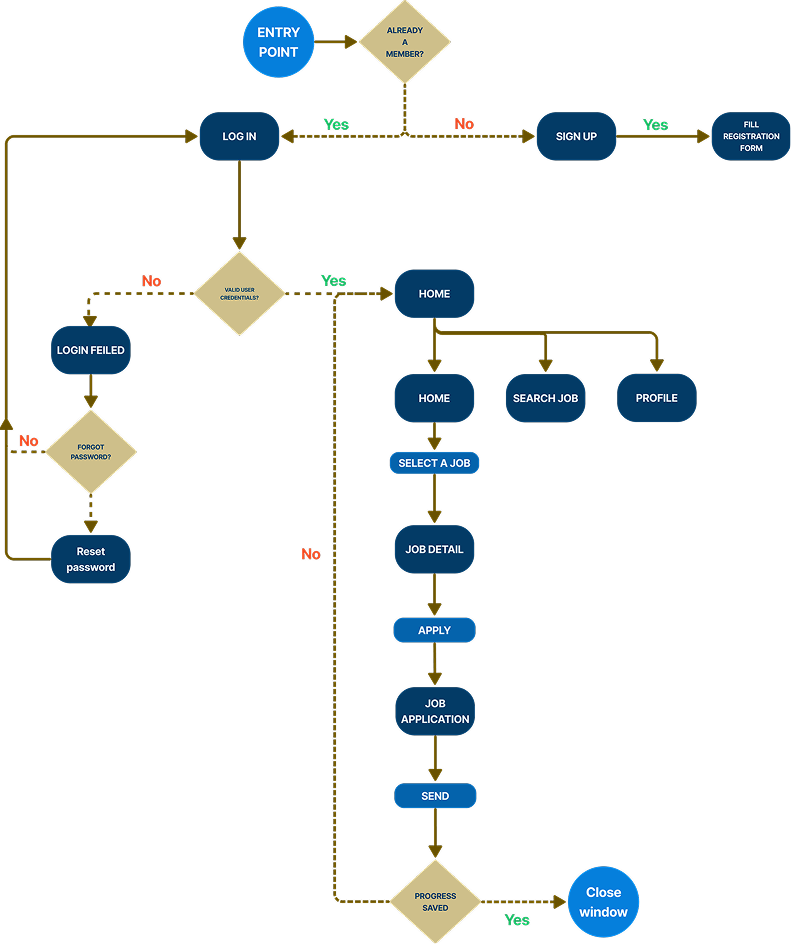 ENTRY
POINT
ALREADY
A
MEMBER?
Yes
No
LOG IN
SIGN UP
Yes
FILL
REGISTRATION
FORM
No
VALID USER
CREDENTIALS?
Yes
HOME
LOGIN FEILED
HOME
SEARCH JOB
PROFILE
No
FORGOT
PASSWORD?
SELECT A JOB
Reset
password
No
JOB DETAIL
APPLY
JOB
APPLICATION
SEND
PROGRESS
SAVED
Yes
Close
window